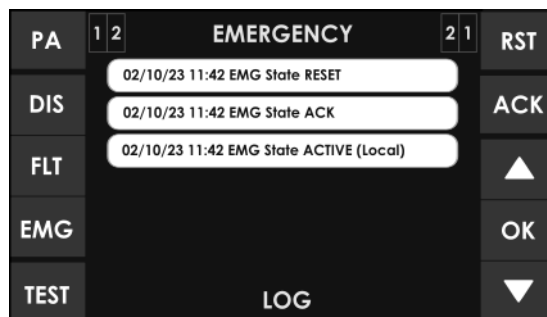 PA
1 2
EMERGENCY
2 1
RST
02/10/23 11:42 EMG State RESET
DIS
02/10/23 11:42 EMG State ACK
ACK
02/10/23 11:42 EMG State ACTIVE (Local)
FLT
EMG
OK
TEST
LOG